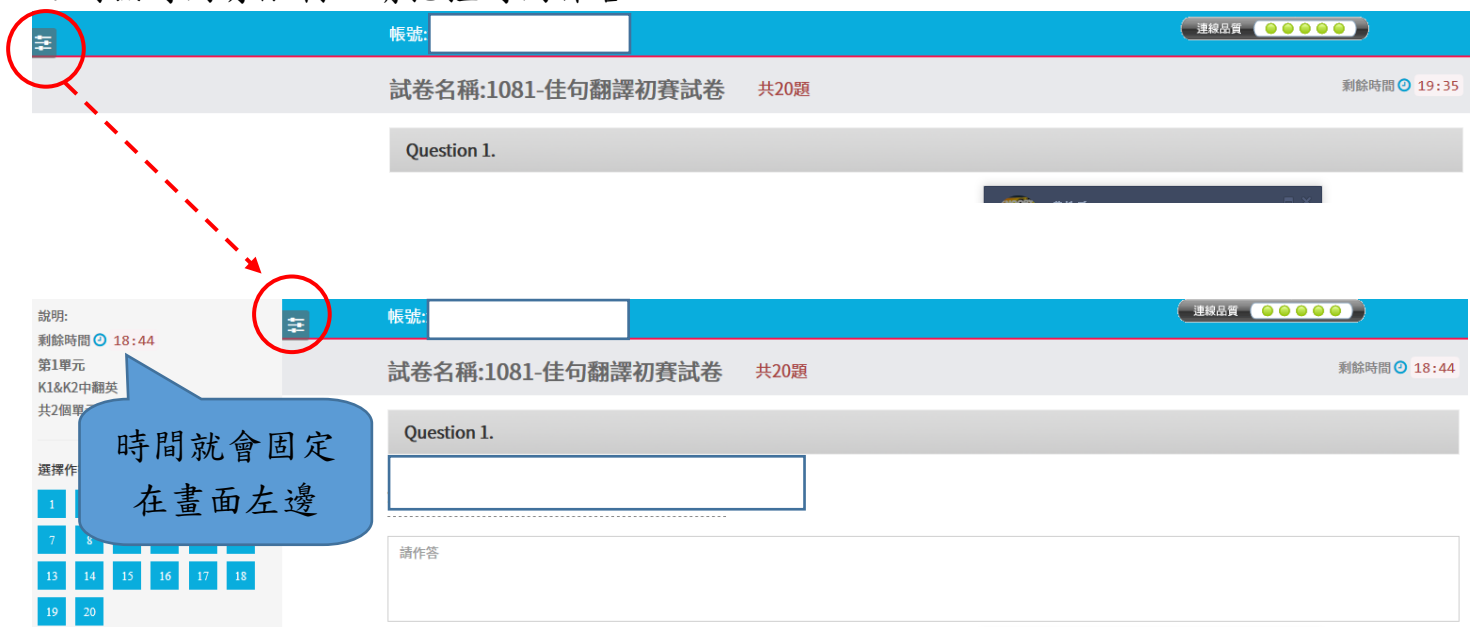 帳號:
連線品質
試卷名稱:1081-佳句翻譯初賽試卷 共20題
剩餘時間 19:35
Question 1.
說明:
剩餘時間 18:44
第1單元
K1&K2中翻英
共2個單
選擇作
1
7 8
13 14 15 16 17 18
19 20
時間就會固定
在畫面左邊
帳號:
連線品質
試卷名稱:1081-佳句翻譯初賽試卷 共20題
剩餘時間 18:44
Question 1.
請作答